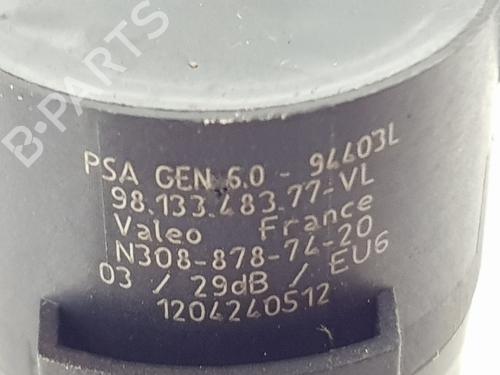 B-PARTS
PSA GEN 6.0 - 94403L
98.133.483.77-VL
Valeo France
N308-878-74-20
03 / 29dB / EU6
1204240512